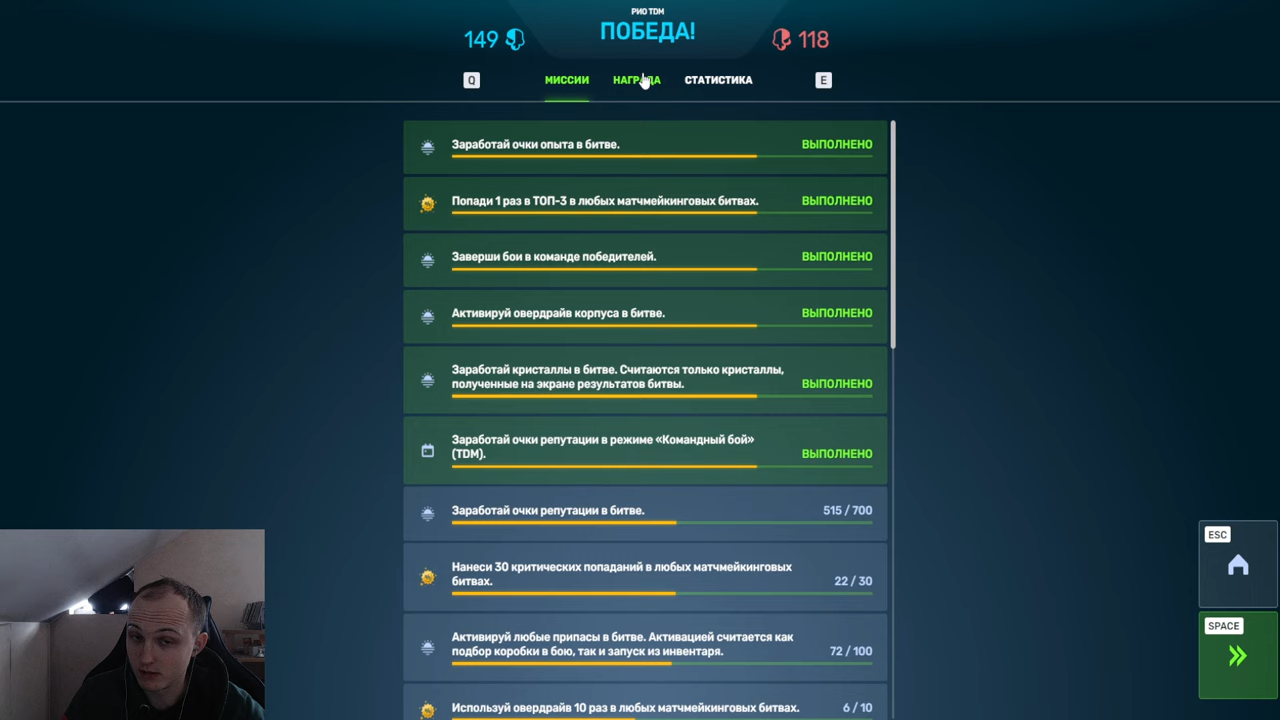 РИО TDM
ПОБЕДА!
149
118
Q
МИССИИ
НАГРАДА
СТАТИСТИКА
E
Заработай очки опыта в битве.
ВЫПОЛНЕНО
Попади 1 раз в ТОП-3 в любых матчмейкинговых битвах.
ВЫПОЛНЕНО
Заверши бои в команде победителей.
ВЫПОЛНЕНО
Активируй овердрайв корпуса в битве.
ВЫПОЛНЕНО
Заработай кристаллы в битве. Считаются только кристаллы,
полученные на экране результатов битвы.
ВЫПОЛНЕНО
Заработай очки репутации в режиме «Командный бой»
(TDM).
ВЫПОЛНЕНО
Заработай очки репутации в битве.
515 / 700
Нанеси 30 критических попаданий в любых матчмейкинговых
битвах.
22 / 30
Активируй любые припасы в битве. Активацией считается как
подбор коробки в бою, так и запуск из инвентаря.
72 / 100
Используй овердрайв 10 раз в любых матчмейкинговых битвах.
6 / 10
ESC
SPACE